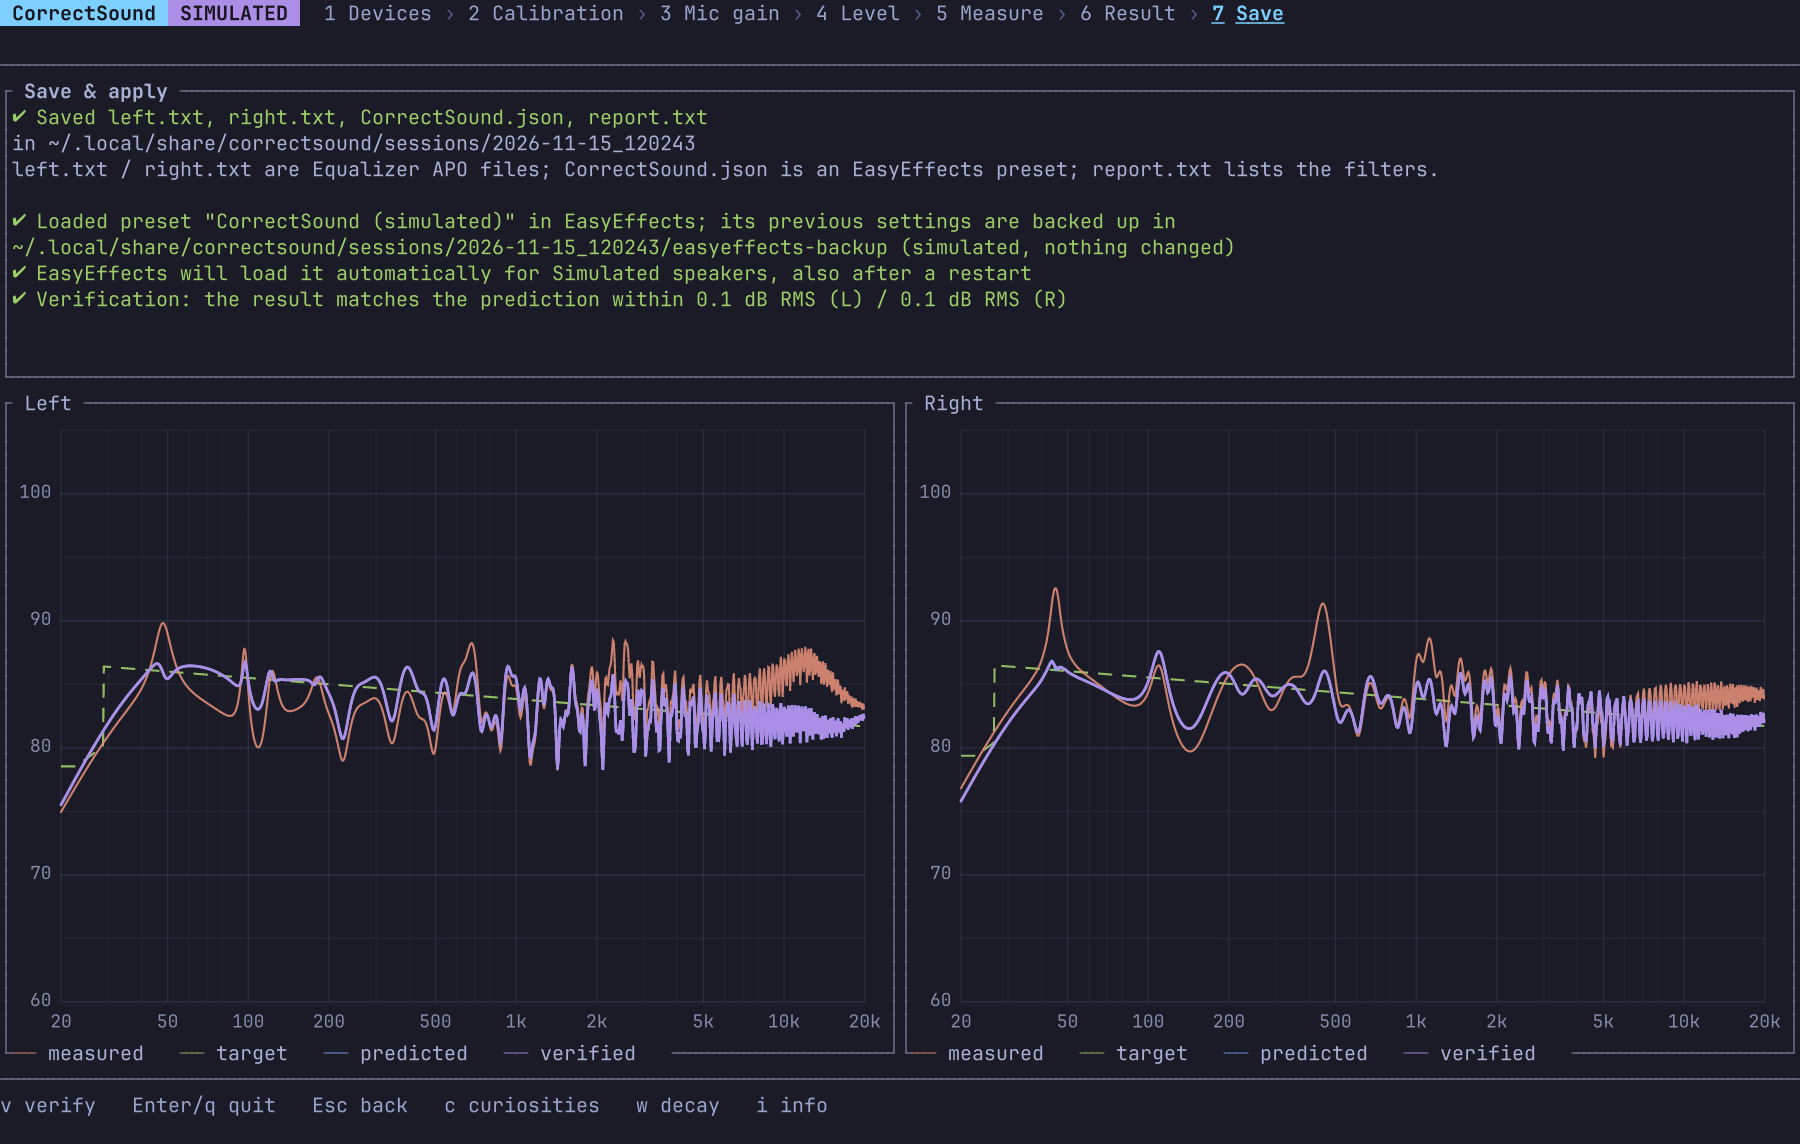 CorrectSound SIMULATED 1 Devices › 2 Calibration › 3 Mic gain › 4 Level › 5 Measure › 6 Result › 7 Save
Save & apply
✔ Saved left.txt, right.txt, CorrectSound.json, report.txt
in ~/.local/share/correctsound/sessions/2026-11-15_120243
left.txt / right.txt are Equalizer APO files; CorrectSound.json is an EasyEffects preset; report.txt lists the filters.
✔ Loaded preset "CorrectSound (simulated)" in EasyEffects; its previous settings are backed up in
~/.local/share/correctsound/sessions/2026-11-15_120243/easyeffects-backup (simulated, nothing changed)
✔ EasyEffects will load it automatically for Simulated speakers, also after a restart
✔ Verification: the result matches the prediction within 0.1 dB RMS (L) / 0.1 dB RMS (R)
Left
100
90
80
70
60
20 50 100 200 500 1k 2k 5k 10k 20k
measured target predicted verified
Right
100
90
80
70
60
20 50 100 200 500 1k 2k 5k 10k 20k
measured target predicted verified
v verify Enter/q quit Esc back c curiosities w decay i info